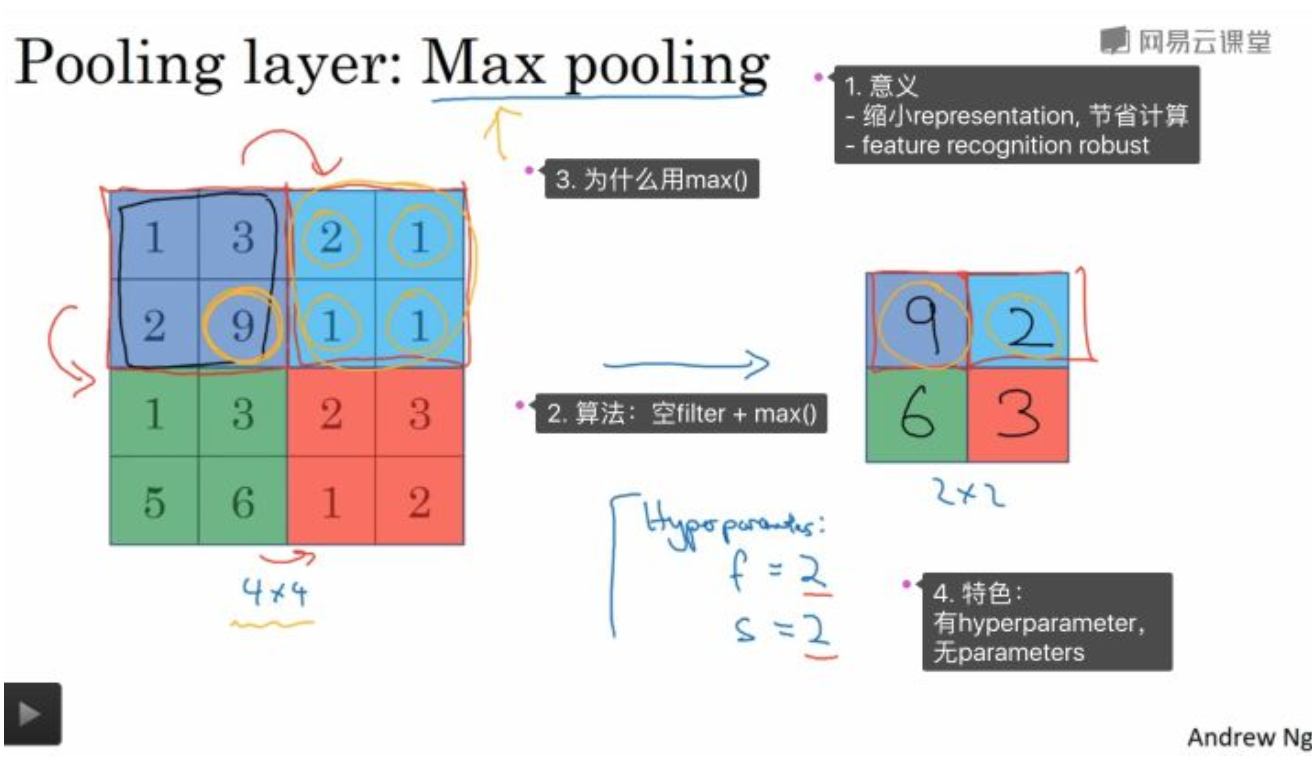 Pooling layer: Max pooling
网易云课堂
1. 意义
- 缩小representation, 节省计算
- feature recognition robust
3. 为什么用max()
1 3 2 1
2 9 1 1
1 3 2 3
5 6 1 2
4×4
2. 算法：空filter + max()
9 2
6 3
2×2
Hyperparameters:
f = 2
s = 2
4. 特色：
有hyperparameter,
无parameters
Andrew Ng